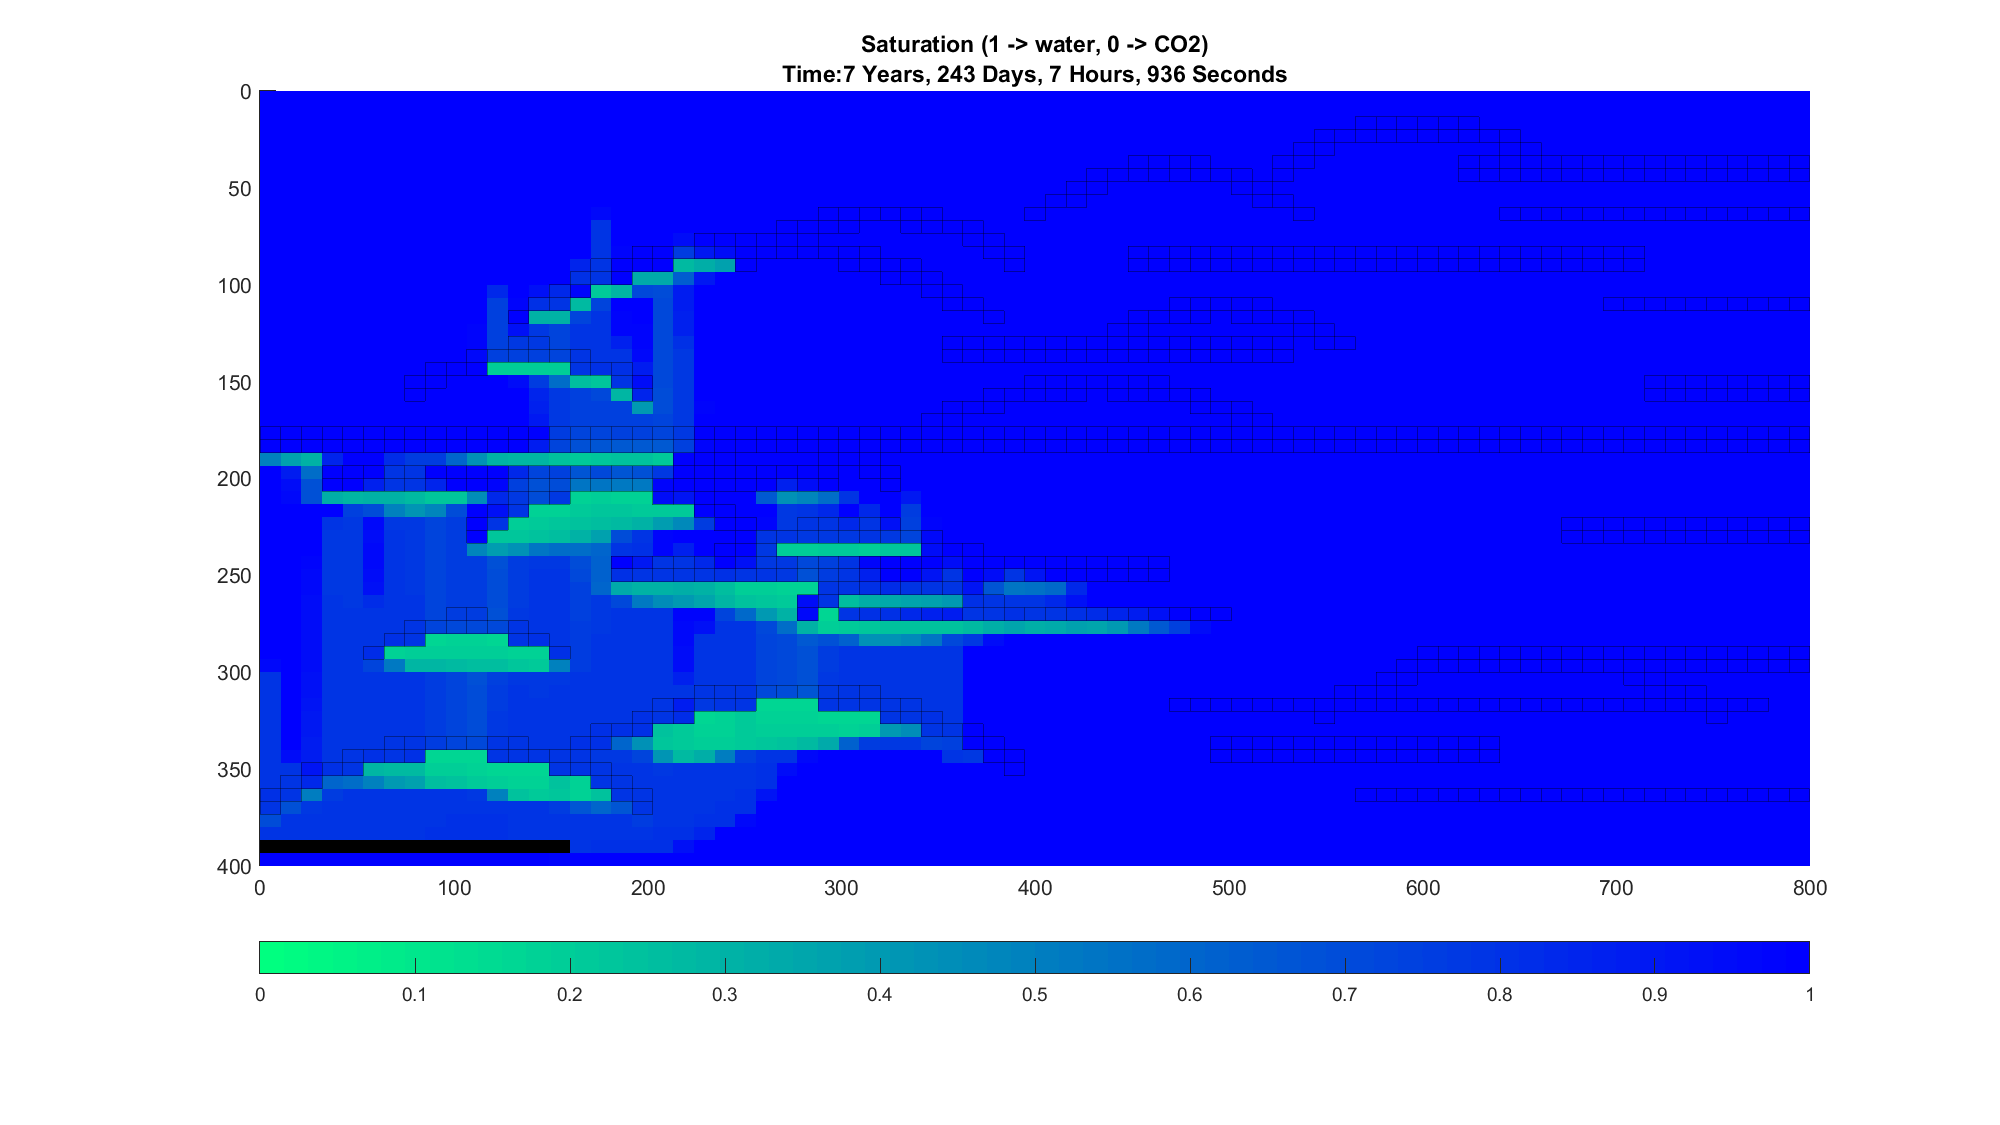 Saturation (1 -> water, 0 -> CO2)
Time:7 Years, 243 Days, 7 Hours, 936 Seconds
0
50
100
150
200
250
300
350
400
0 100 200 300 400 500 600 700 800
0 0.1 0.2 0.3 0.4 0.5 0.6 0.7 0.8 0.9 1